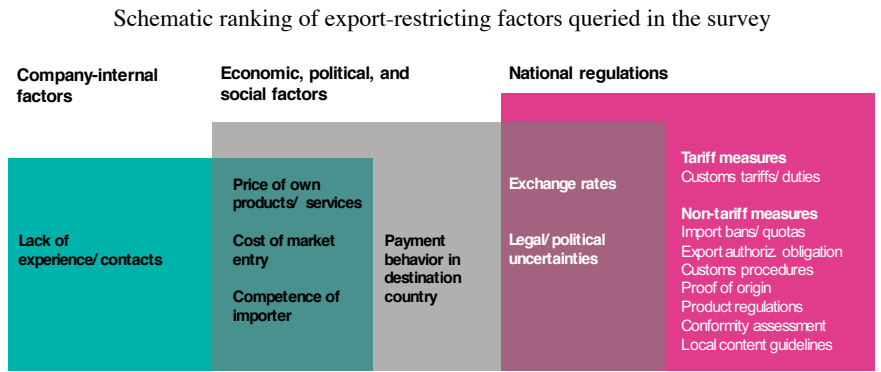 Schematic ranking of export-restricting factors queried in the survey
Company-internal
factors
Economic, political, and
social factors
National regulations
Lack of
experience/ contacts
Price of own
products/ services
Cost of market
entry
Competence of
importer
Payment
behavior in
destination
country
Exchange rates
Legal/ political
uncertainties
Tariff measures
Customs tariffs/ duties
Non-tariff measures
Import bans/ quotas
Export authoriz. obligation
Customs procedures
Proof of origin
Product regulations
Conformity assessment
Local content guidelines